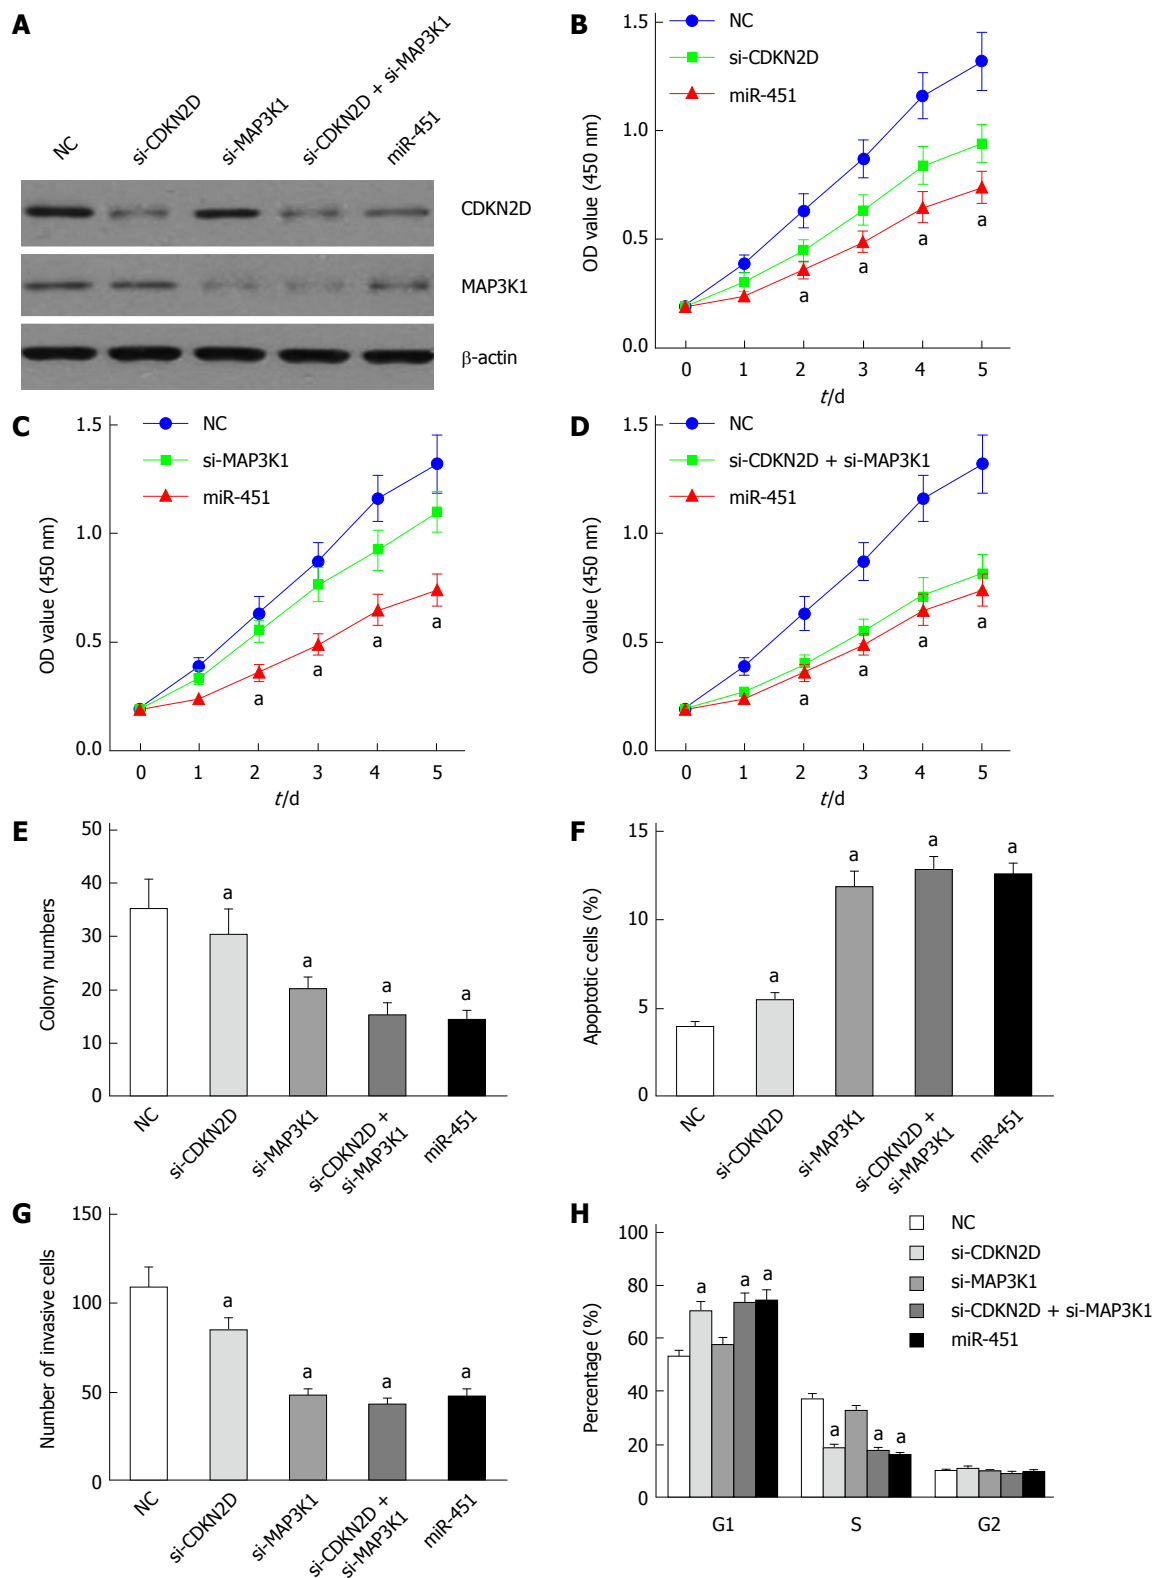 A
NC
si-CDKN2D
si-MAP3K1
si-CDKN2D + si-MAP3K1
miR-451
CDKN2D
MAP3K1
β-actin
B
NC
si-CDKN2D
miR-451
OD value (450 nm)
1.5
1.0
0.5
0.0
a a a a
0 1 2 3 4 5
t/d
C
NC
si-MAP3K1
miR-451
OD value (450 nm)
1.5
1.0
0.5
0.0
a a a a
0 1 2 3 4 5
t/d
D
NC
si-CDKN2D + si-MAP3K1
miR-451
OD value (450 nm)
1.5
1.0
0.5
0.0
a a a a
0 1 2 3 4 5
t/d
E
Colony numbers
50
40
30
20
10
0
a a a a
NC
si-CDKN2D
si-MAP3K1
si-CDKN2D +
si-MAP3K1
miR-451
F
Apoptotic cells (%)
15
10
5
0
a a a a
NC
si-CDKN2D
si-MAP3K1
si-CDKN2D +
si-MAP3K1
miR-451
G
Number of invasive cells
150
100
50
0
a a a a
NC
si-CDKN2D
si-MAP3K1
si-CDKN2D +
si-MAP3K1
miR-451
H
NC
si-CDKN2D
si-MAP3K1
si-CDKN2D + si-MAP3K1
miR-451
Percentage (%)
100
80
60
40
20
0
a a a
a a a
G1 S G2